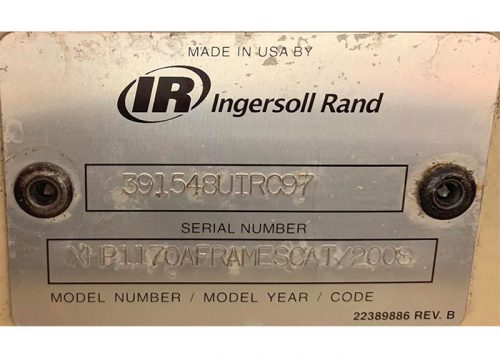 MADE IN USA BY
IR Ingersoll Rand
391548UIRC97
SERIAL NUMBER
XHP1170AFRAMESCAT/2008
MODEL NUMBER / MODEL YEAR / CODE
22389886 REV. B